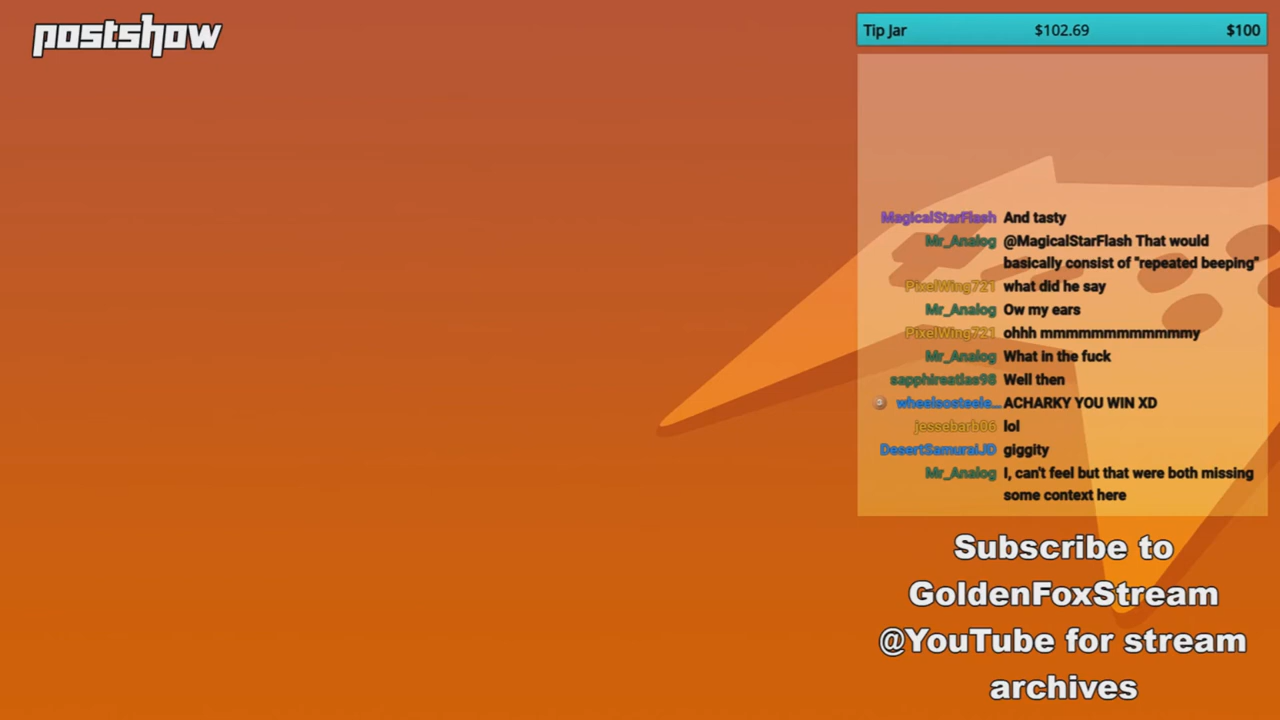 postshow
Tip Jar $102.69 $100
MagicalStarFlash And tasty
Mr_Analog @MagicalStarFlash That would
basically consist of "repeated beeping"
PixelWing721 what did he say
Mr_Analog Ow my ears
PixelWing721 ohhh mmmmmmmmmmmmy
Mr_Analog What in the fuck
sapphireatlas98 Well then
wheelsosteele... ACHARKY YOU WIN XD
jessebarb06 lol
DesertSamuraiJD giggity
Mr_Analog I, can't feel but that were both missing
some context here
Subscribe to
GoldenFoxStream
@YouTube for stream
archives